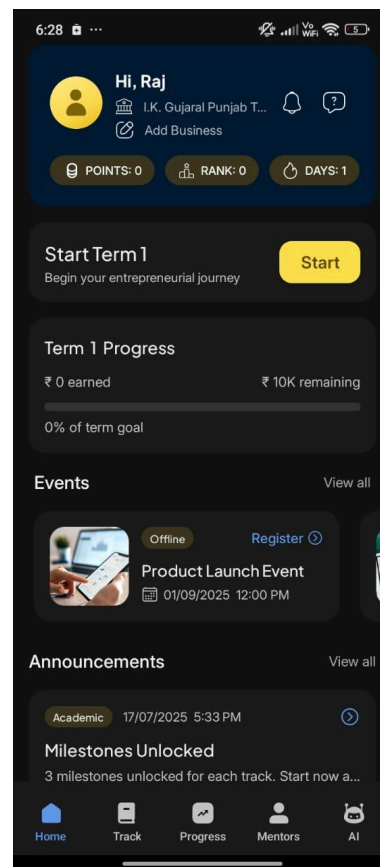 6:28 ...
Vo
WiFi
5
Hi, Raj
I.K. Gujaral Punjab T...
?
Add Business
POINTS: 0
RANK: 0
DAYS: 1
Start Term 1
Begin your entrepreneurial journey
Start
Term 1 Progress
₹ 0 earned
₹ 10K remaining
0% of term goal
Events
View all
Offline
Register
Product Launch Event
01/09/2025 12:00 PM
Announcements
View all
Academic 17/07/2025 5:33 PM
Milestones Unlocked
3 milestones unlocked for each track. Start now a...
Home
Track
Progress
Mentors
AI